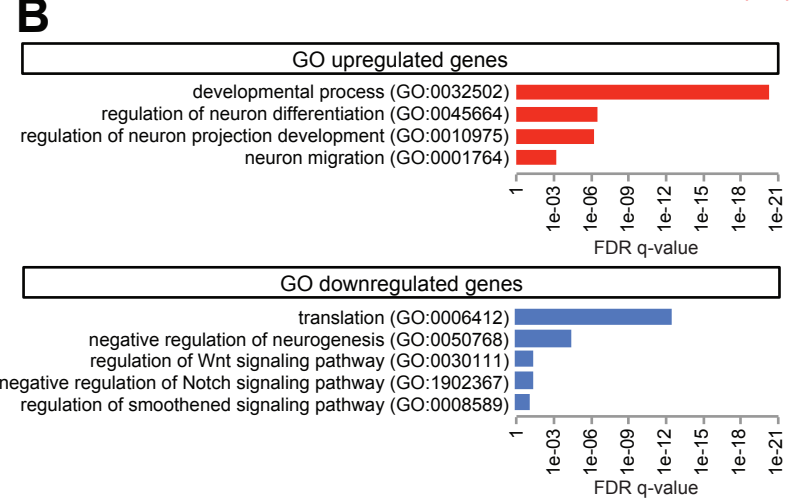 B
GO upregulated genes
developmental process (GO:0032502)
regulation of neuron differentiation (GO:0045664)
regulation of neuron projection development (GO:0010975)
neuron migration (GO:0001764)
1
1e-03
1e-06
1e-09
1e-12
1e-15
1e-18
1e-21
FDR q-value
GO downregulated genes
translation (GO:0006412)
negative regulation of neurogenesis (GO:0050768)
regulation of Wnt signaling pathway (GO:0030111)
negative regulation of Notch signaling pathway (GO:1902367)
regulation of smoothened signaling pathway (GO:0008589)
1
1e-03
1e-06
1e-09
1e-12
1e-15
1e-18
1e-21
FDR q-value